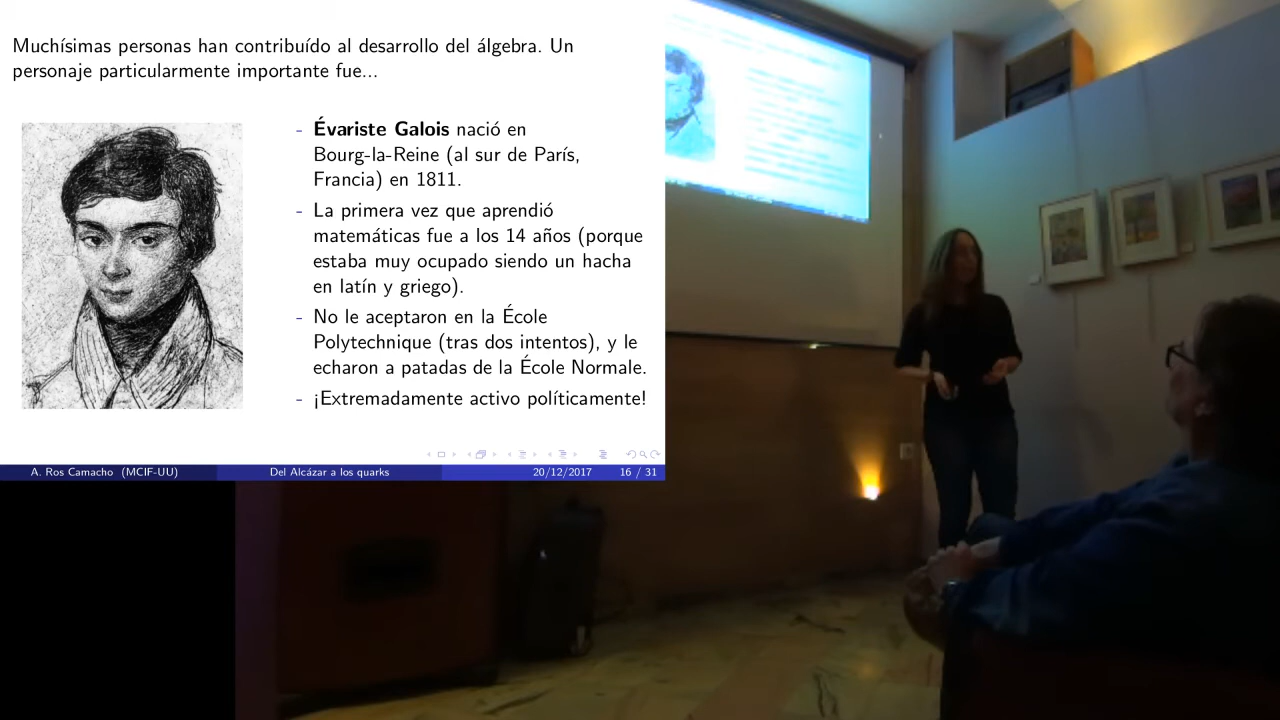 Muchísimas personas han contribuído al desarrollo del álgebra. Un
personaje particularmente importante fue...
- Évariste Galois nació en
Bourg-la-Reine (al sur de París,
Francia) en 1811.
- La primera vez que aprendió
matemáticas fue a los 14 años (porque
estaba muy ocupado siendo un hacha
en latín y griego).
- No le aceptaron en la École
Polytechnique (tras dos intentos), y le
echaron a patadas de la École Normale.
- ¡Extremadamente activo políticamente!
A. Ros Camacho (MCIF-UU) Del Alcázar a los quarks 20/12/2017 16 / 31